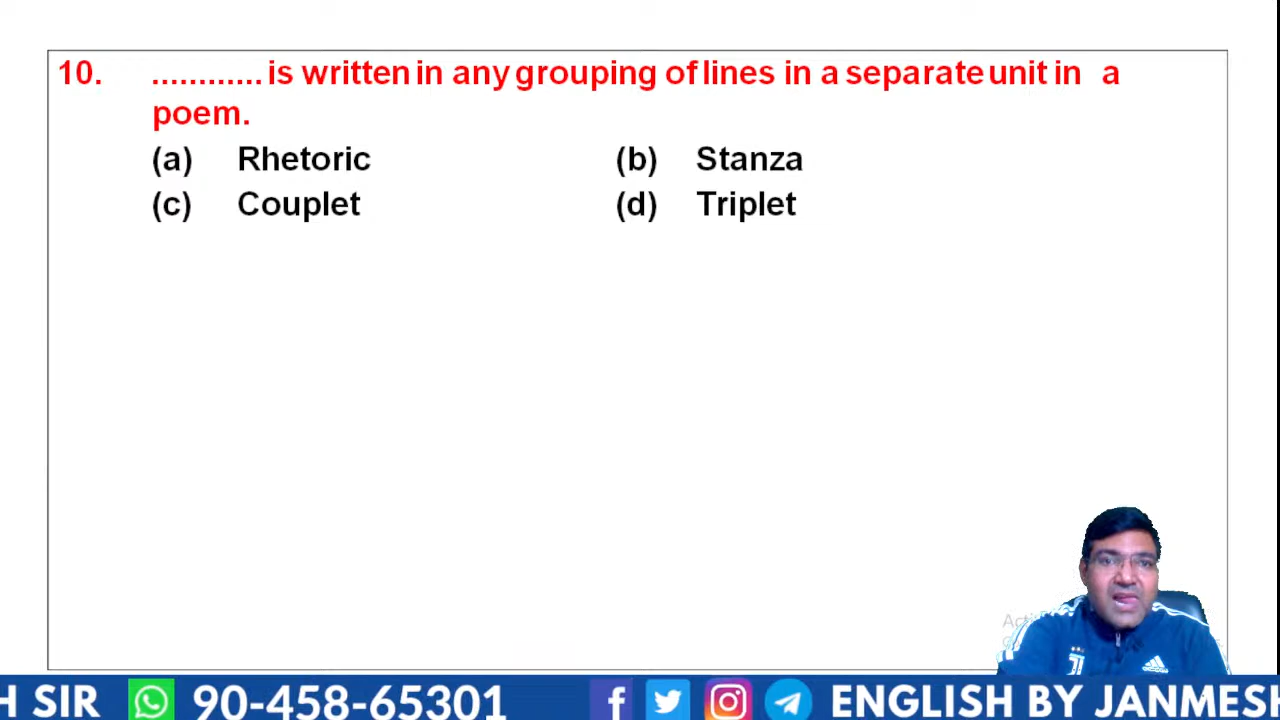 10. ............ is written in any grouping of lines in a separate unit in a
poem.
(a) Rhetoric (b) Stanza
(c) Couplet (d) Triplet
H SIR 90-458-65301 ENGLISH BY JANMESH